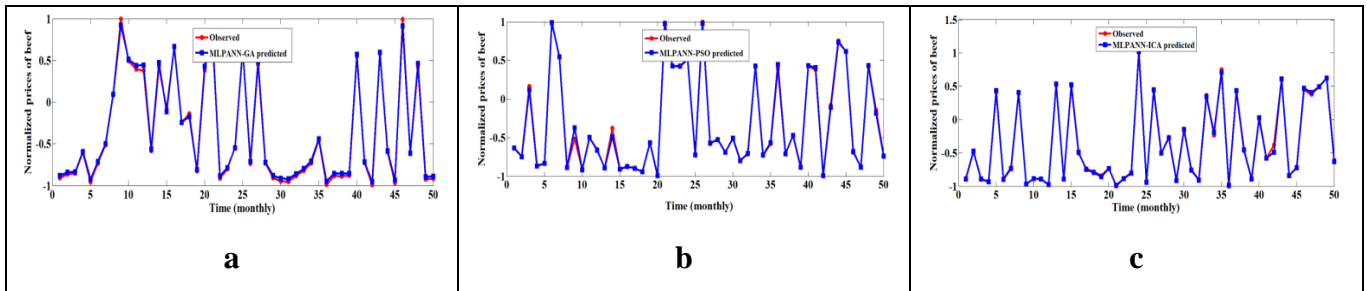 Normalized prices of beef
1
0.5
0
-0.5
-1
0 5 10 15 20 25 30 35 40 45 50
Time (monthly)
Observed
MLPANN-GA predicted
a
Normalized prices of beef
1
0.5
0
-0.5
-1
0 5 10 15 20 25 30 35 40 45 50
Time (monthly)
Observed
MLPANN-PSO predicted
b
Normalized prices of beef
1.5
1
0.5
0
-0.5
-1
0 5 10 15 20 25 30 35 40 45 50
Time (monthly)
Observed
MLPANN-ICA predicted
c